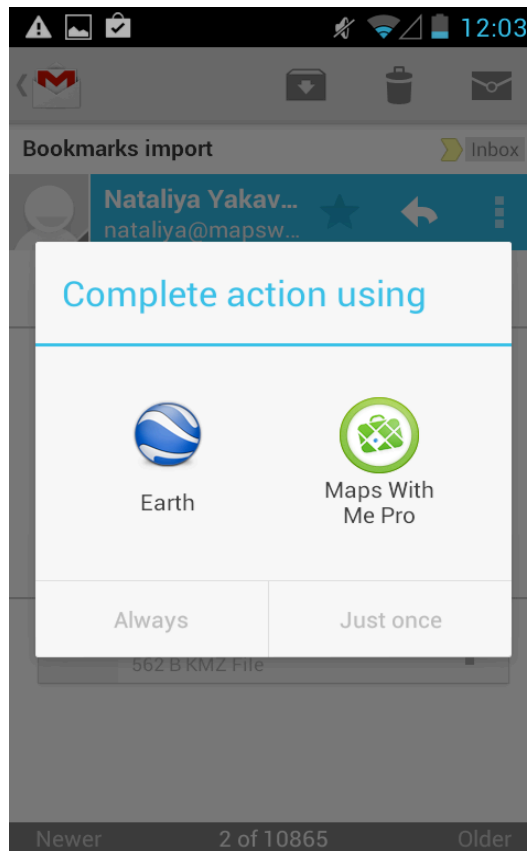 12:03
Bookmarks import
Inbox
Nataliya Yakav...
nataliya@mapsw...
Complete action using
Earth
Maps With
Me Pro
Always
Just once
562 B KMZ File
Newer
2 of 10865
Older